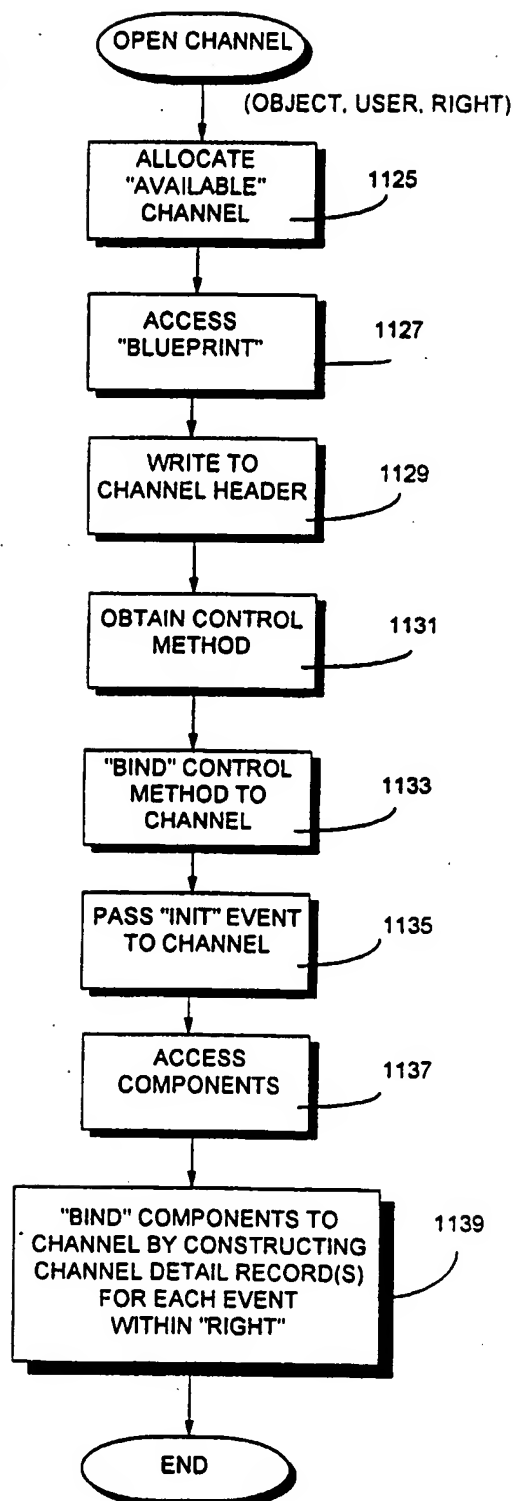 OPEN CHANNEL
(OBJECT, USER, RIGHT)
ALLOCATE
"AVAILABLE"
CHANNEL
1125
ACCESS
"BLUEPRINT"
1127
WRITE TO
CHANNEL HEADER
1129
OBTAIN CONTROL
METHOD
1131
"BIND" CONTROL
METHOD TO
CHANNEL
1133
PASS "INIT" EVENT
TO CHANNEL
1135
ACCESS
COMPONENTS
1137
"BIND" COMPONENTS TO
CHANNEL BY CONSTRUCTING
CHANNEL DETAIL RECORD(S)
FOR EACH EVENT
WITHIN "RIGHT"
1139
END